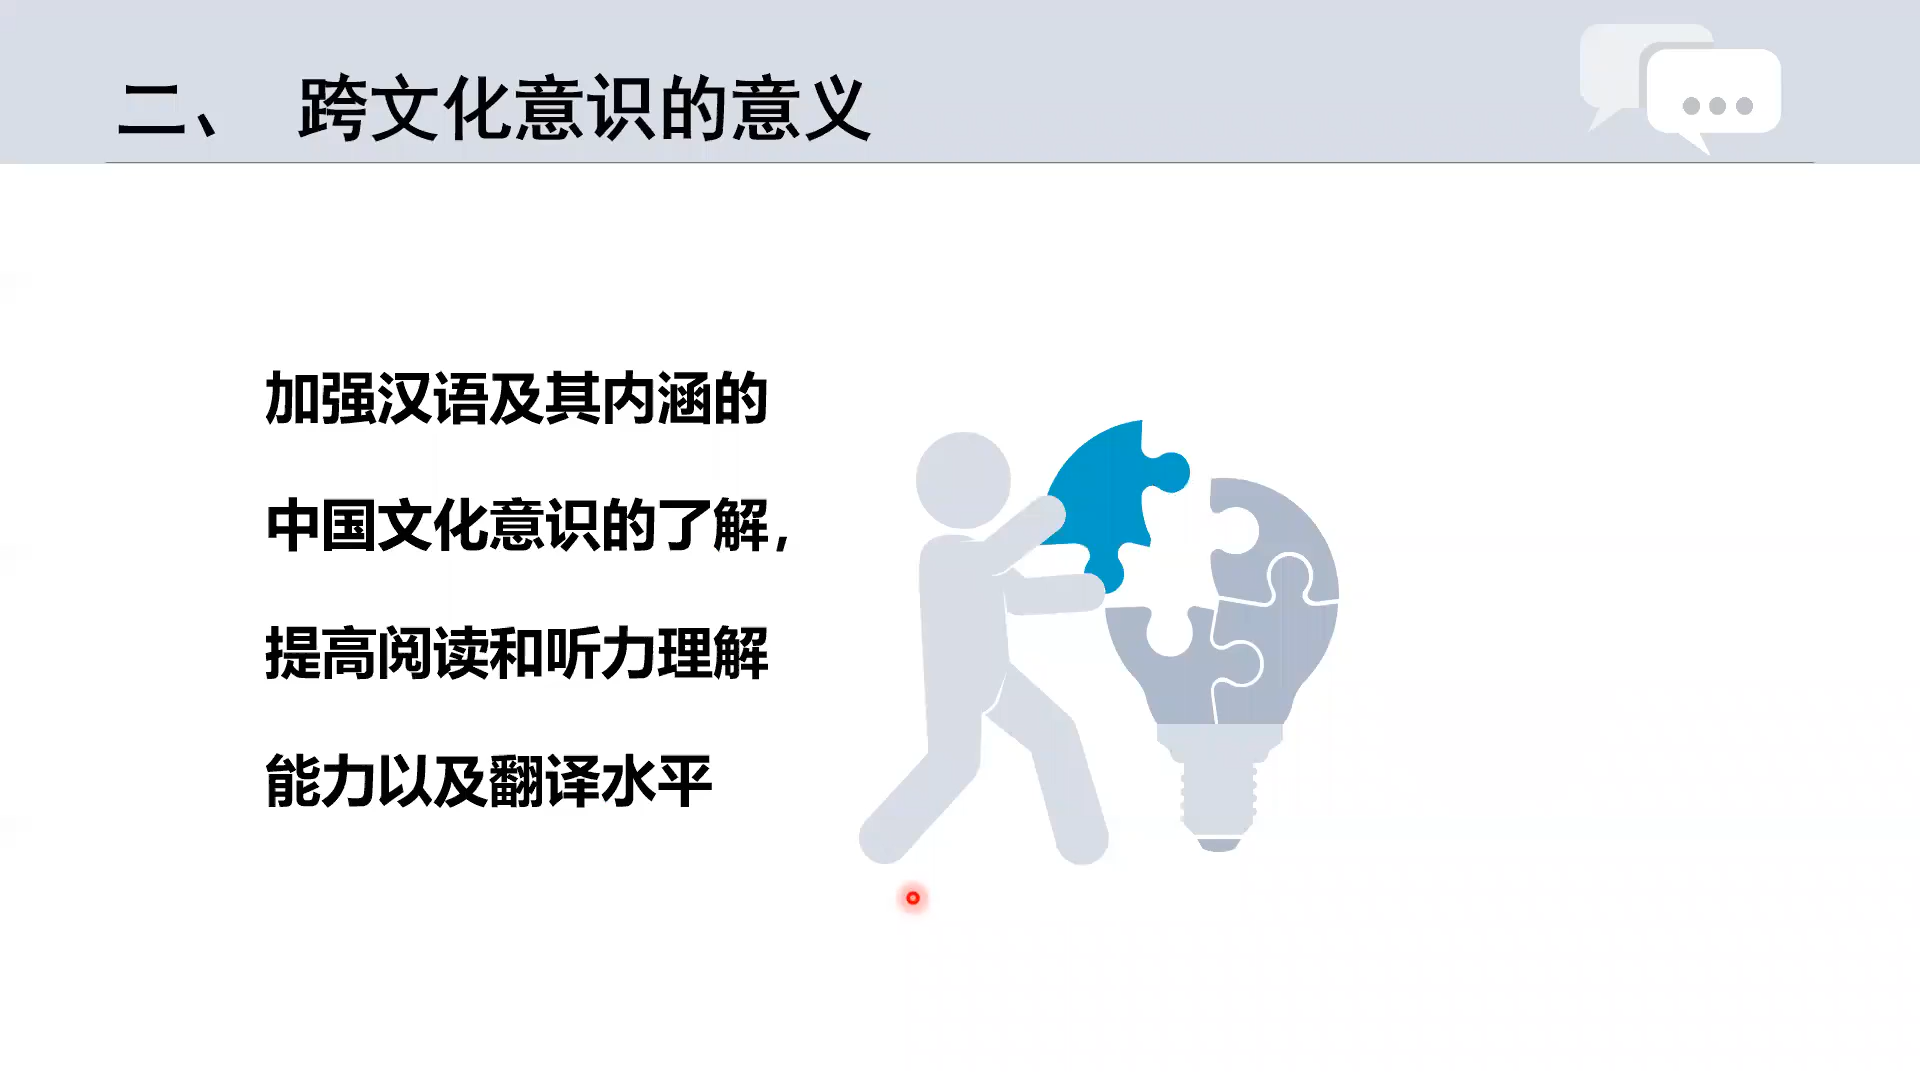 二、 跨文化意识的意义
加强汉语及其内涵的
中国文化意识的了解，
提高阅读和听力理解
能力以及翻译水平